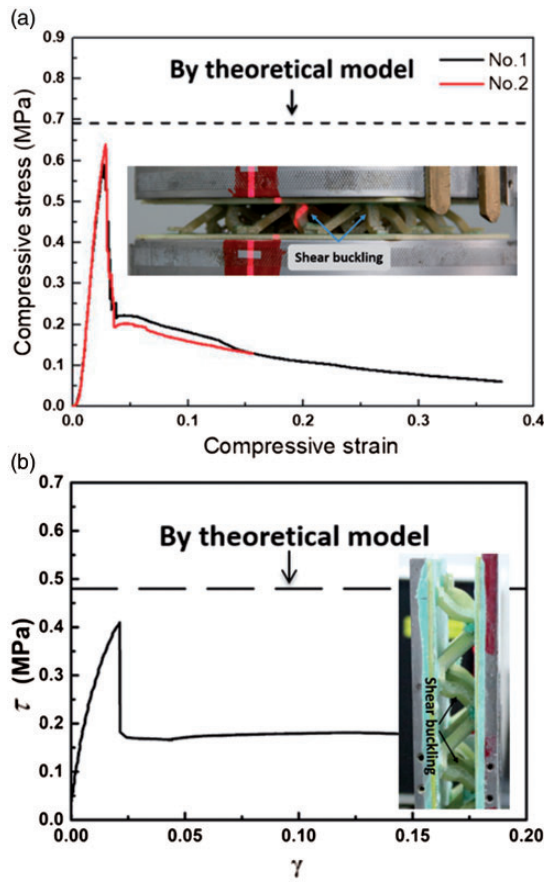 (a)
0.9
0.8
0.7
0.6
0.5
0.4
0.3
0.2
0.1
0.0
Compressive stress (MPa)
By theoretical model
No.1
No.2
Shear buckling
0.0
0.1
0.2
0.3
0.4
Compressive strain
(b)
0.7
0.6
0.5
0.4
0.3
0.2
0.1
0.0
τ (MPa)
By theoretical model
Shear buckling
0.00
0.05
0.10
0.15
0.20
γ